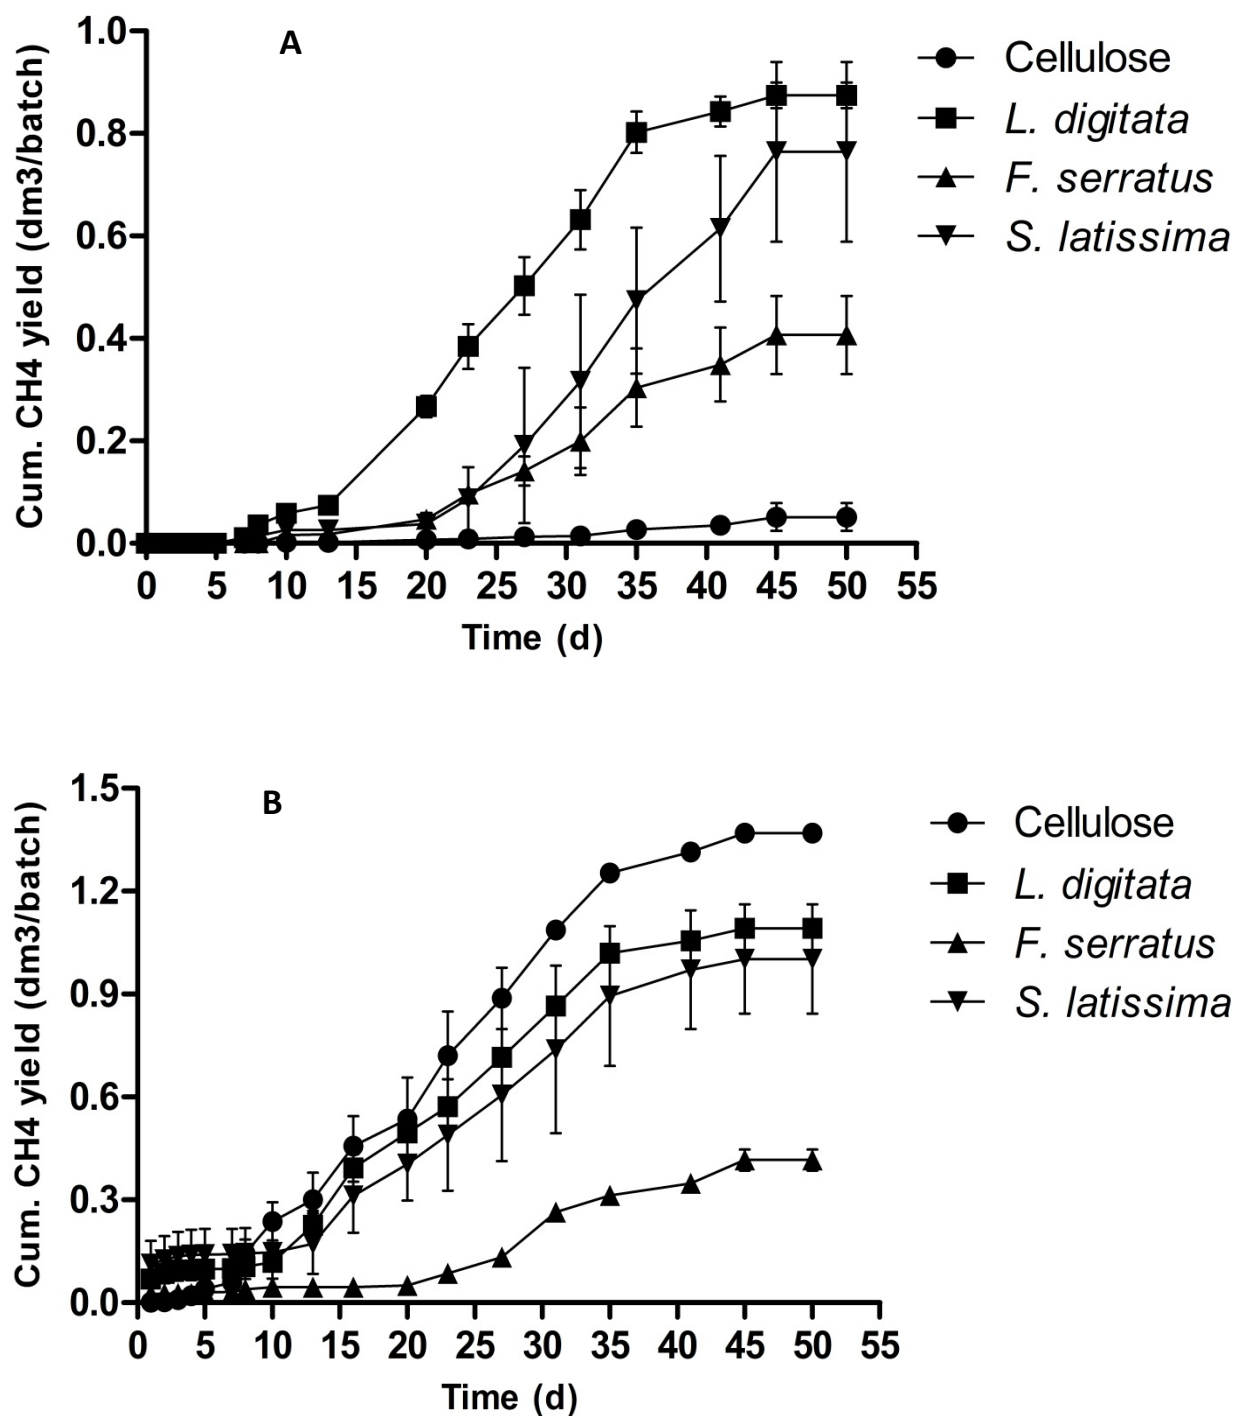 A
Cum. CH4 yield (dm3/batch)
1.0
0.8
0.6
0.4
0.2
0.0
0 5 10 15 20 25 30 35 40 45 50 55
Time (d)
Cellulose
L. digitata
F. serratus
S. latissima
B
Cum. CH4 yield (dm3/batch)
1.5
1.2
0.9
0.6
0.3
0.0
0 5 10 15 20 25 30 35 40 45 50 55
Time (d)
Cellulose
L. digitata
F. serratus
S. latissima